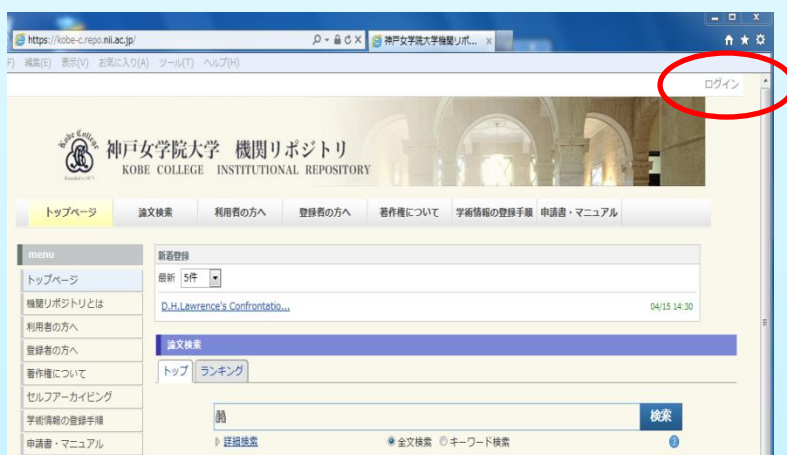 https://kobe-c.repo.nii.ac.jp/
神戸女学院大学機関リポ...
編集(E) 表示(V) お気に入り(A) ツール(T) ヘルプ(H)
ログイン
Kobe College
神戸女学院大学 機関リポジトリ
KOBE COLLEGE INSTITUTIONAL REPOSITORY
トップページ 論文検索 利用者の方へ 登録者の方へ 著作権について 学術情報の登録手順 申請書・マニュアル
menu
トップページ
機関リポジトリとは
利用者の方へ
登録者の方へ
著作権について
セルフアーカイビング
学術情報の登録手順
申請書・マニュアル
新着登録
最新 5件
D.H.Lawrence's Confrontatio...
04/15 14:30
論文検索
トップ ランキング
検索
詳細検索
全文検索 キーワード検索